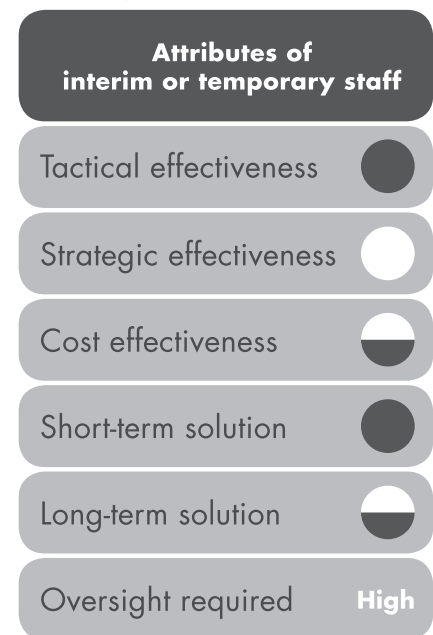 Attributes of
interim or temporary staff
Tactical effectiveness
Strategic effectiveness
Cost effectiveness
Short-term solution
Long-term solution
Oversight required High